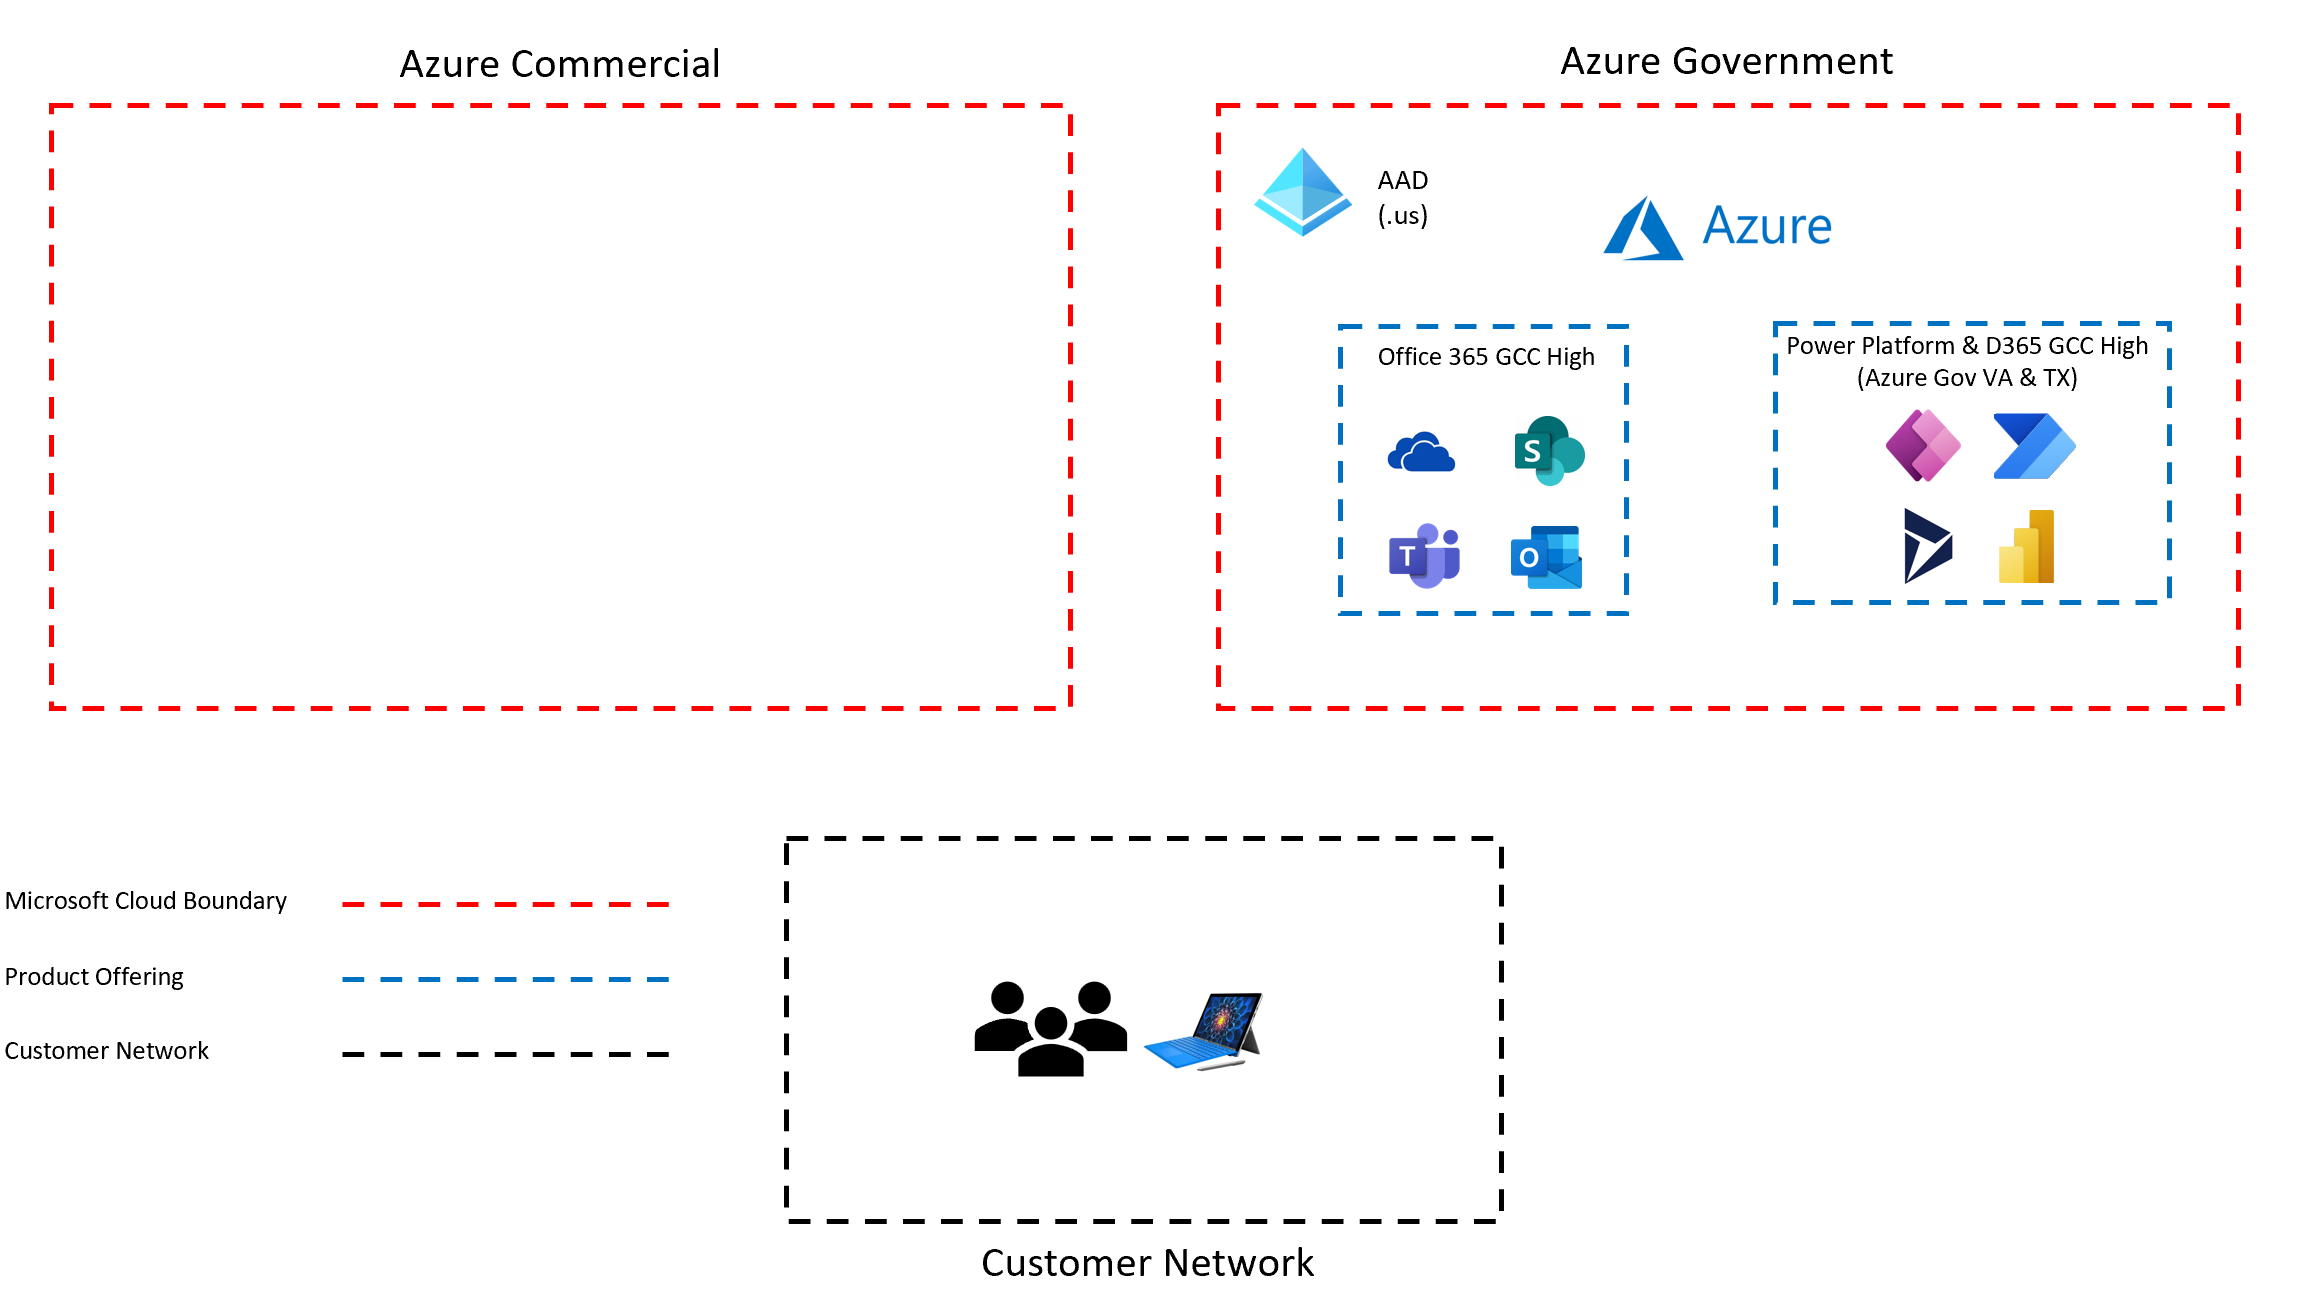 Azure Commercial
Azure Government
AAD
(.us)
Azure
Office 365 GCC High
S
T
O
Power Platform & D365 GCC High
(Azure Gov VA & TX)
Microsoft Cloud Boundary
Product Offering
Customer Network
Customer Network